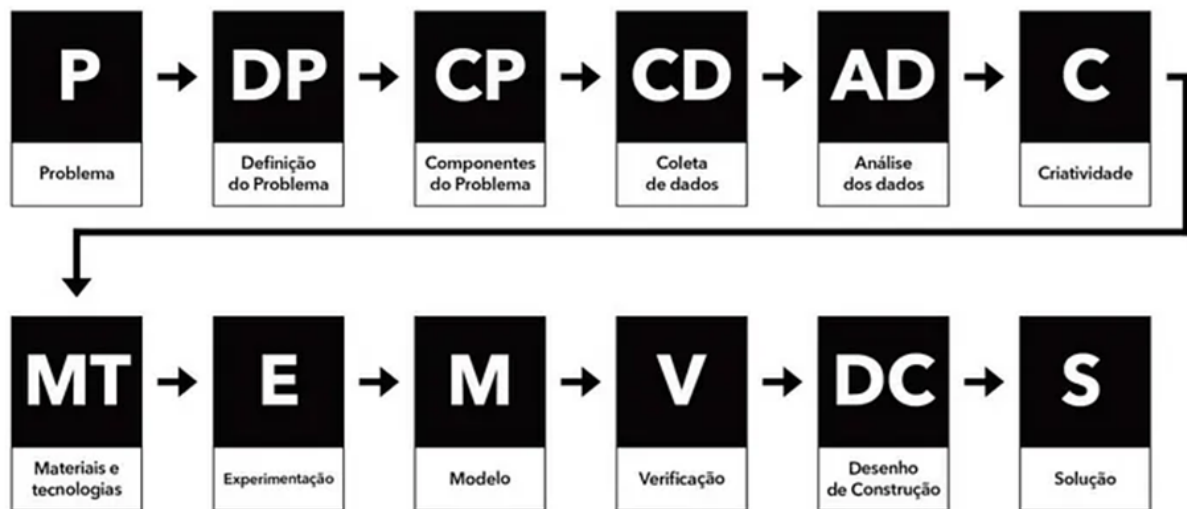 P
Problema
DP
Definição
do Problema
CP
Componentes
do Problema
CD
Coleta
de dados
AD
Análise
dos dados
C
Criatividade
MT
Materiais e
tecnologias
E
Experimentação
M
Modelo
V
Verificação
DC
Desenho
de Construção
S
Solução